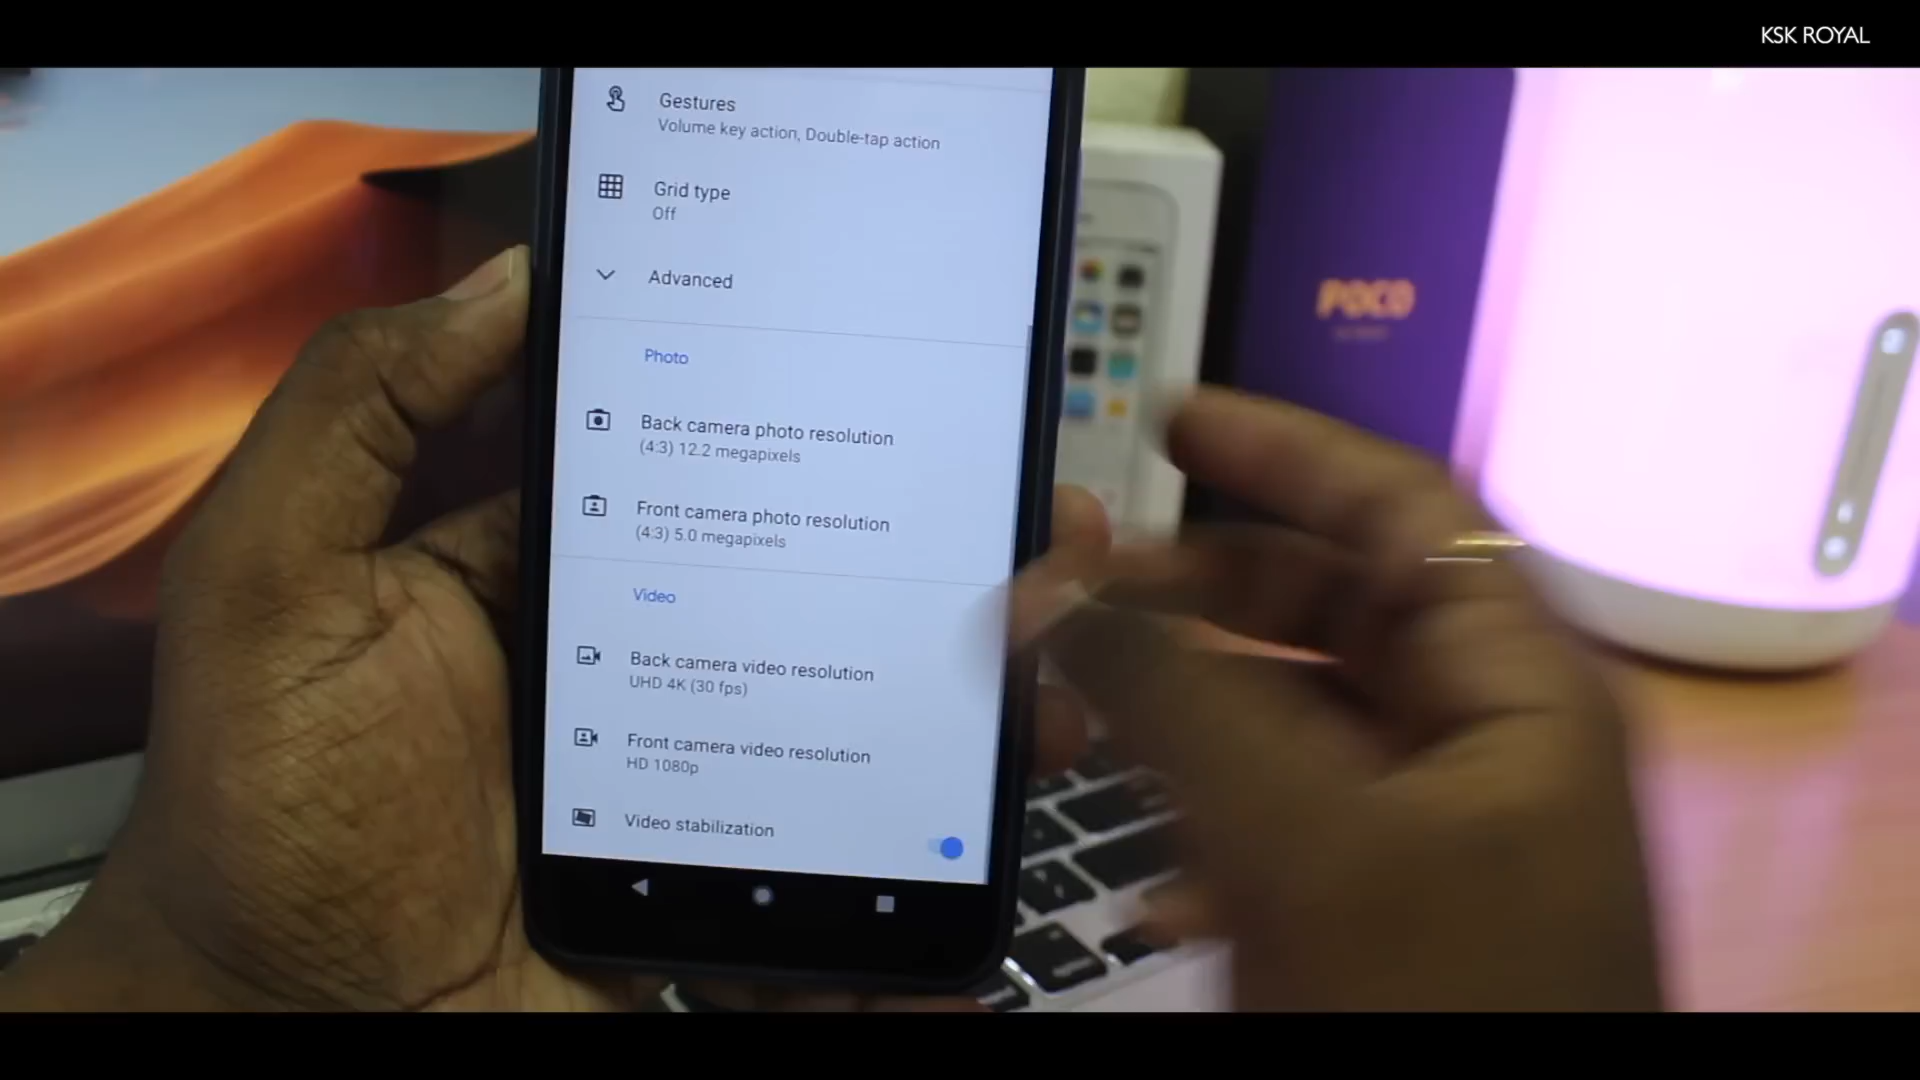 KSK ROYAL
Gestures
Volume key action, Double-tap action
Grid type
Off
Advanced
Photo
Back camera photo resolution
(4:3) 12.2 megapixels
Front camera photo resolution
(4:3) 5.0 megapixels
Video
Back camera video resolution
UHD 4K (30 fps)
Front camera video resolution
HD 1080p
Video stabilization
POCO